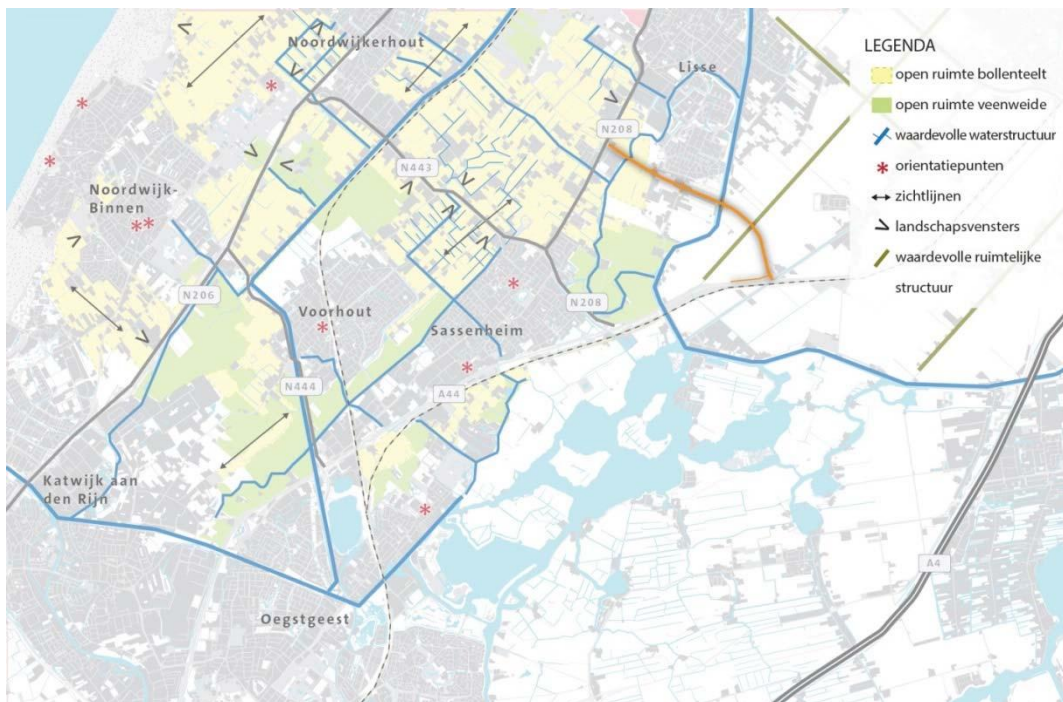 Noordwijkerhout
Lisse
LEGENDA
open ruimte bollenteelt
open ruimte veenweide
waardevolle waterstructuur
orientatiepunten
zichtlijnen
landschapsvensters
waardevolle ruimtelijke
structuur
N208
N443
Noordwijk-
Binnen
N206
N208
Voorhout
Sassenheim
N444
A44
Katwijk aan
den Rijn
A4
Oegstgeest